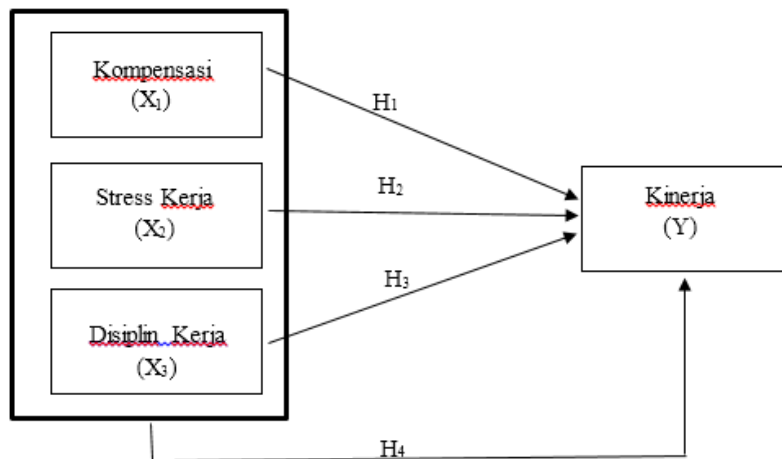 Kompensasi
(X₁)
H₁
Stress Kerja
(X₂)
H₂
Kinerja
(Y)
Disiplin Kerja
(X₃)
H₃
H₄